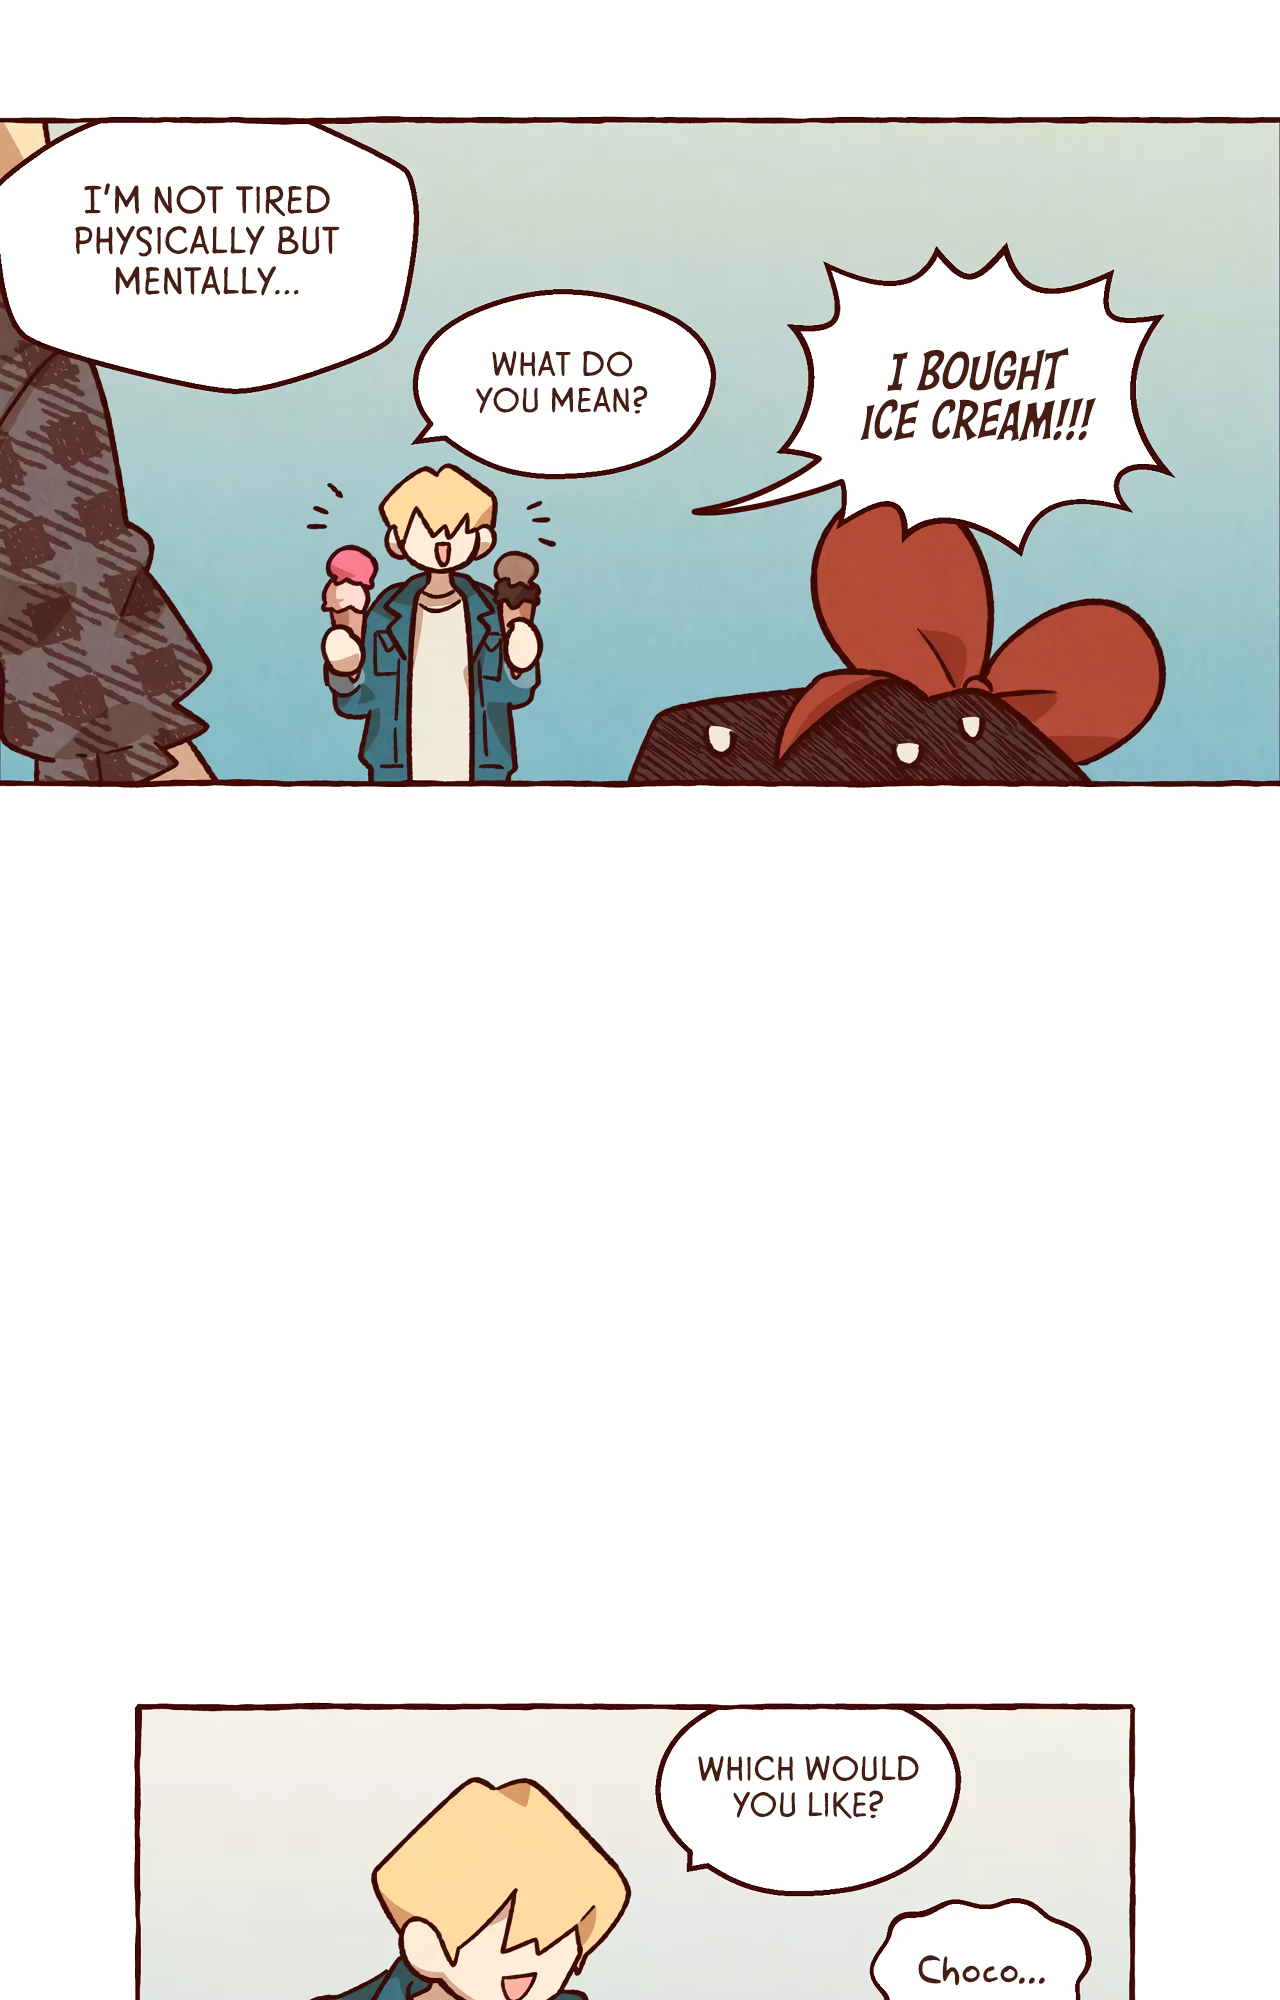 I'M NOT TIRED
PHYSICALLY BUT
MENTALLY...
WHAT DO
YOU MEAN?
I BOUGHT
ICE CREAM!!!
WHICH WOULD
YOU LIKE?
Choco...